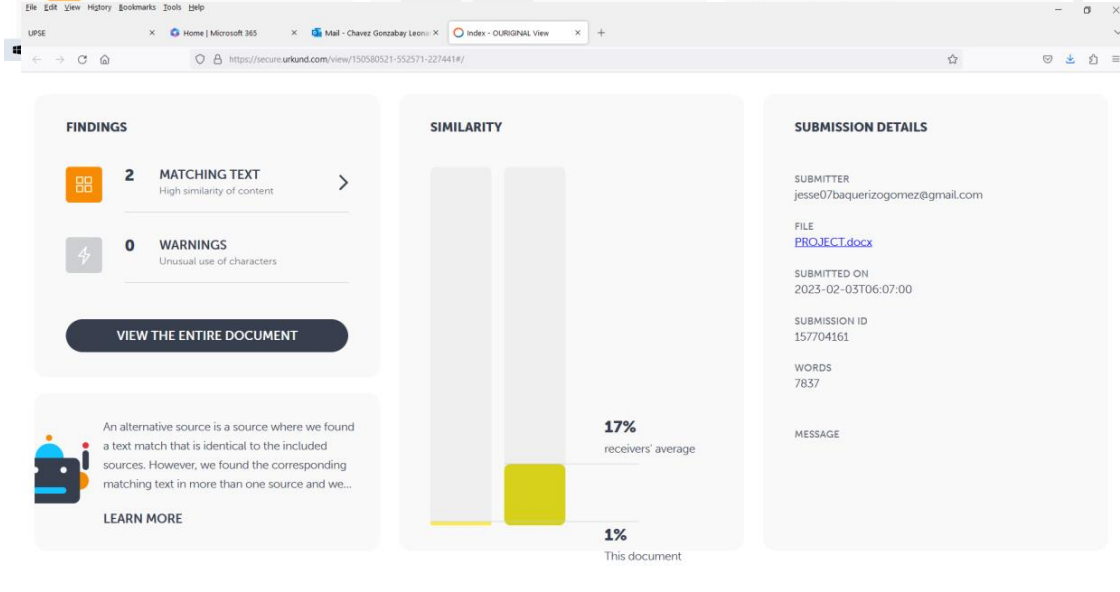 File Edit View History Bookmarks Tools Help
UPSE
Home | Microsoft 365
Mail - Chavez Gonzabay Leona
Index - OURIGINAL View
https://secure.urkund.com/view/150580521-552571-227441#/
FINDINGS
2 MATCHING TEXT
High similarity of content
0 WARNINGS
Unusual use of characters
VIEW THE ENTIRE DOCUMENT
An alternative source is a source where we found
a text match that is identical to the included
sources. However, we found the corresponding
matching text in more than one source and we...
LEARN MORE
SIMILARITY
17%
receivers' average
1%
This document
SUBMISSION DETAILS
SUBMITTER
jesse07baquerizogomez@gmail.com
FILE
PROJECT.docx
SUBMITTED ON
2023-02-03T06:07:00
SUBMISSION ID
157704161
WORDS
7837
MESSAGE